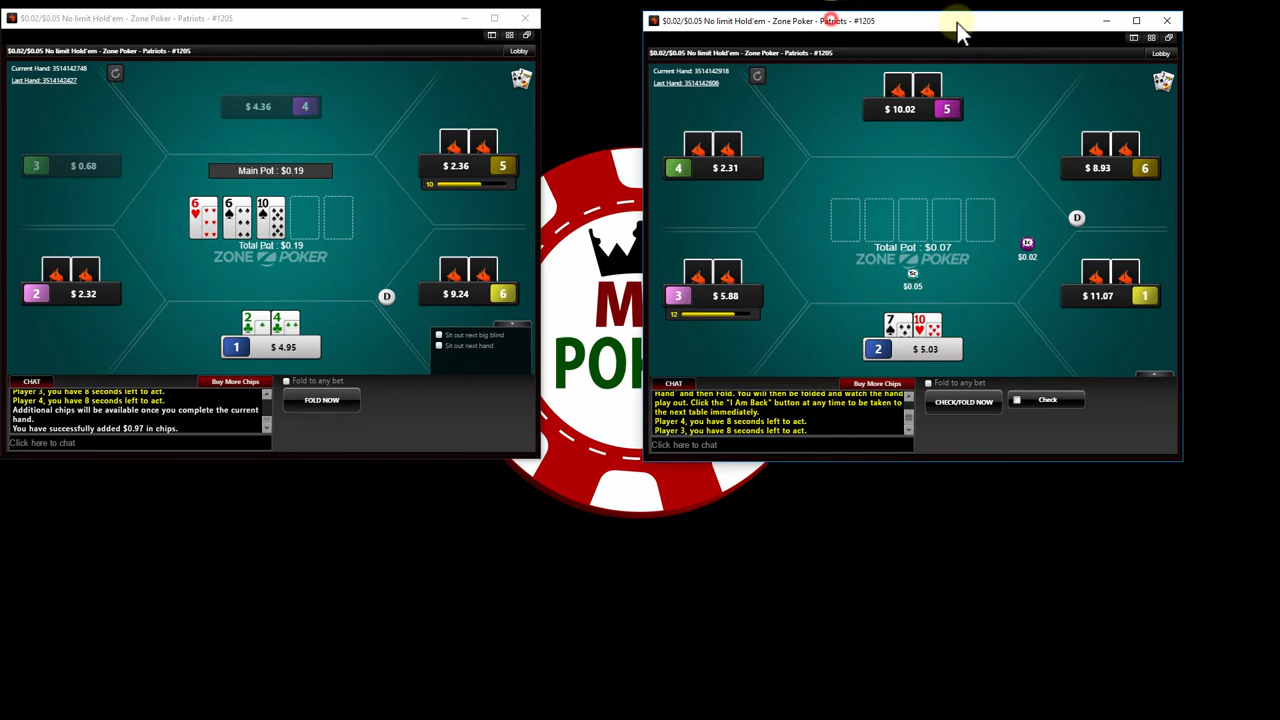 $0.02/$0.05 No limit Hold'em - Zone Poker - Patriots - #1205
$0.02/$0.05 No limit Hold'em - Zone Poker - Patriots - #1205
Lobby
Current Hand: 3514142748
Last Hand: 3514142427
$ 4.36 4
3 $ 0.68
$ 2.36 5
10
Main Pot : $0.19
6 6 10
Total Pot : $0.19
ZONE POKER
2 $ 2.32
D
$ 9.24 6
2 4
1 $ 4.95
Sit out next big blind
Sit out next hand
CHAT
Buy More Chips
Fold to any bet
FOLD NOW
Player 3, you have 8 seconds left to act.
Player 4, you have 8 seconds left to act.
Additional chips will be available once you complete the current
hand.
You have successfully added $0.97 in chips.
Click here to chat
$0.02/$0.05 No limit Hold'em - Zone Poker - Patriots - #1205
$0.02/$0.05 No limit Hold'em - Zone Poker - Patriots - #1205
Lobby
Current Hand: 3514142918
Last Hand: 3514142606
$ 10.02 5
4 $ 2.31
$ 8.93 6
D
Total Pot : $0.07
ZONE POKER
$0.02
5c
$0.05
3 $ 5.88
12
$ 11.07 1
7 10
2 $ 5.03
CHAT
Buy More Chips
Fold to any bet
CHECK/FOLD NOW
Check
Hand" and then Fold. You will then be folded and watch the hand
play out. Click the "I Am Back" button at any time to be taken to
the next table immediately.
Player 4, you have 8 seconds left to act.
Player 3, you have 8 seconds left to act.
Click here to chat